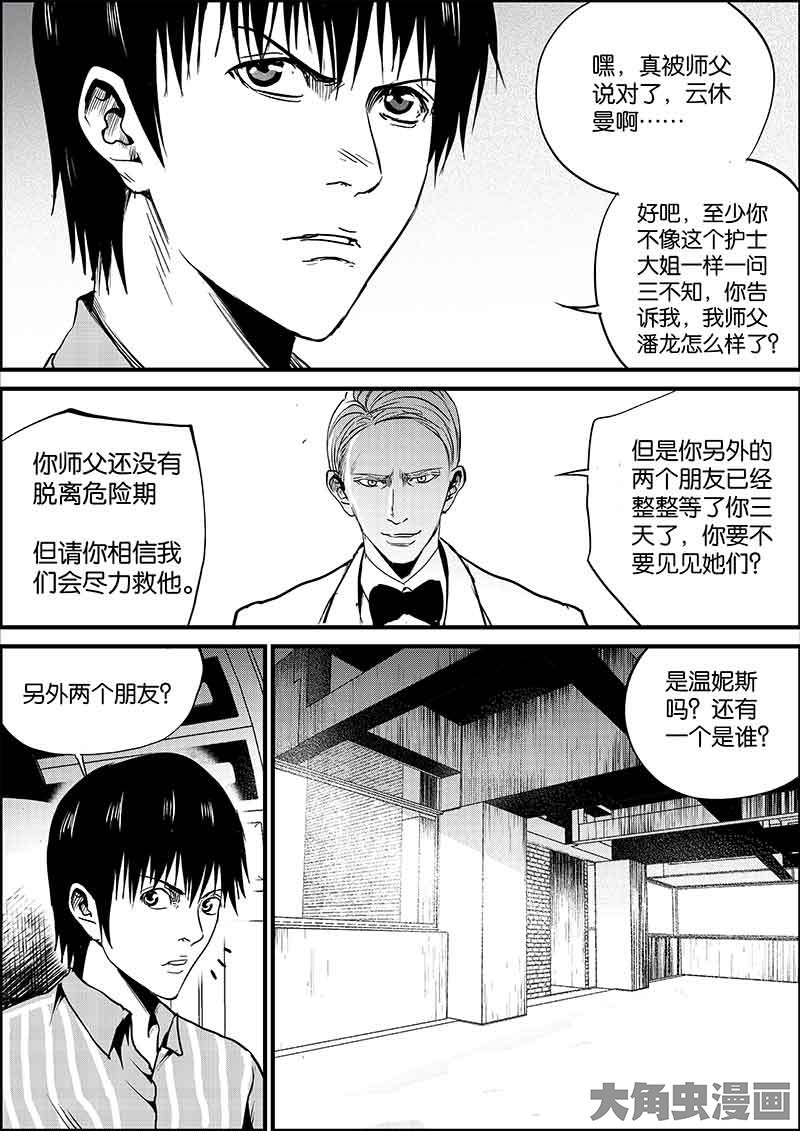 嘿，真被师父
说对了，云休
曼啊……
好吧，至少你
不像这个护士
大姐一样一问
三不知，你告
诉我，我师父
潘龙怎么样了？
你师父还没有
脱离危险期
但请你相信我
们会尽力救他。
但是你另外的
两个朋友已经
整整等了你三
天了，你要不
要见见她们？
另外两个朋友？
是温妮斯
吗？还有
一个是谁？
大角虫漫画